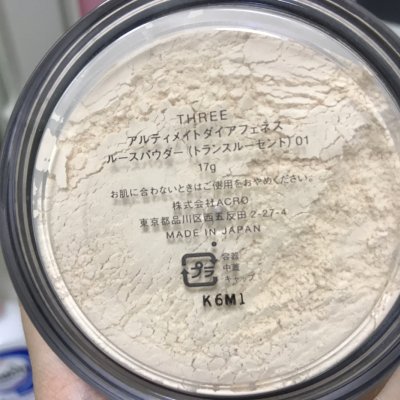 THREE
アルティメイトダイアフェネス
ルースパウダー(トランスルーセント)01
17g
お肌に合わないときはご使用をおやめください。
株式会社ACRO
東京都品川区西五反田2-27-4
MADE IN JAPAN
プラ
容器
中蓋
キャップ
K6M1